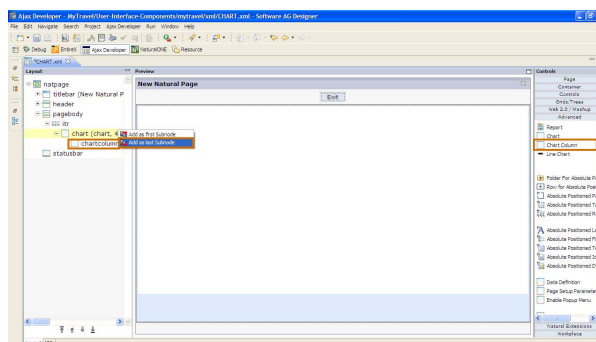 Ajax Developer - MyTravel/User-Interface-Components/mytravel/xml/CHART.xml - Software AG Designer
File Edit Navigate Search Project Ajax Developer Run Window Help
Debug EntireX Ajax Developer NaturalONE Resource
*CHART.xml
Layout
natpage
titlebar (New Natural P
header
pagebody
itr
chart (chart, 4
chartcolumn
statusbar
Add as first Subnode
Add as last Subnode
Preview
New Natural Page
Exit
Controls
Page
Container
Controls
Grids/Trees
Web 2.0 / Mashup
Advanced
Report
Chart
Chart Column
Line Chart
Folder For Absolute P
Row for Absolute Posi
Absolute Positioned P
Absolute Positioned T
Absolute Positioned R
Absolute Positioned La
Absolute Positioned Fi
Absolute Positioned T
Absolute Positioned Ic
Absolute Positioned D
Data Definition
Page Setup Parameter
Enable Popup Menu
Natural Extensions
Workplace